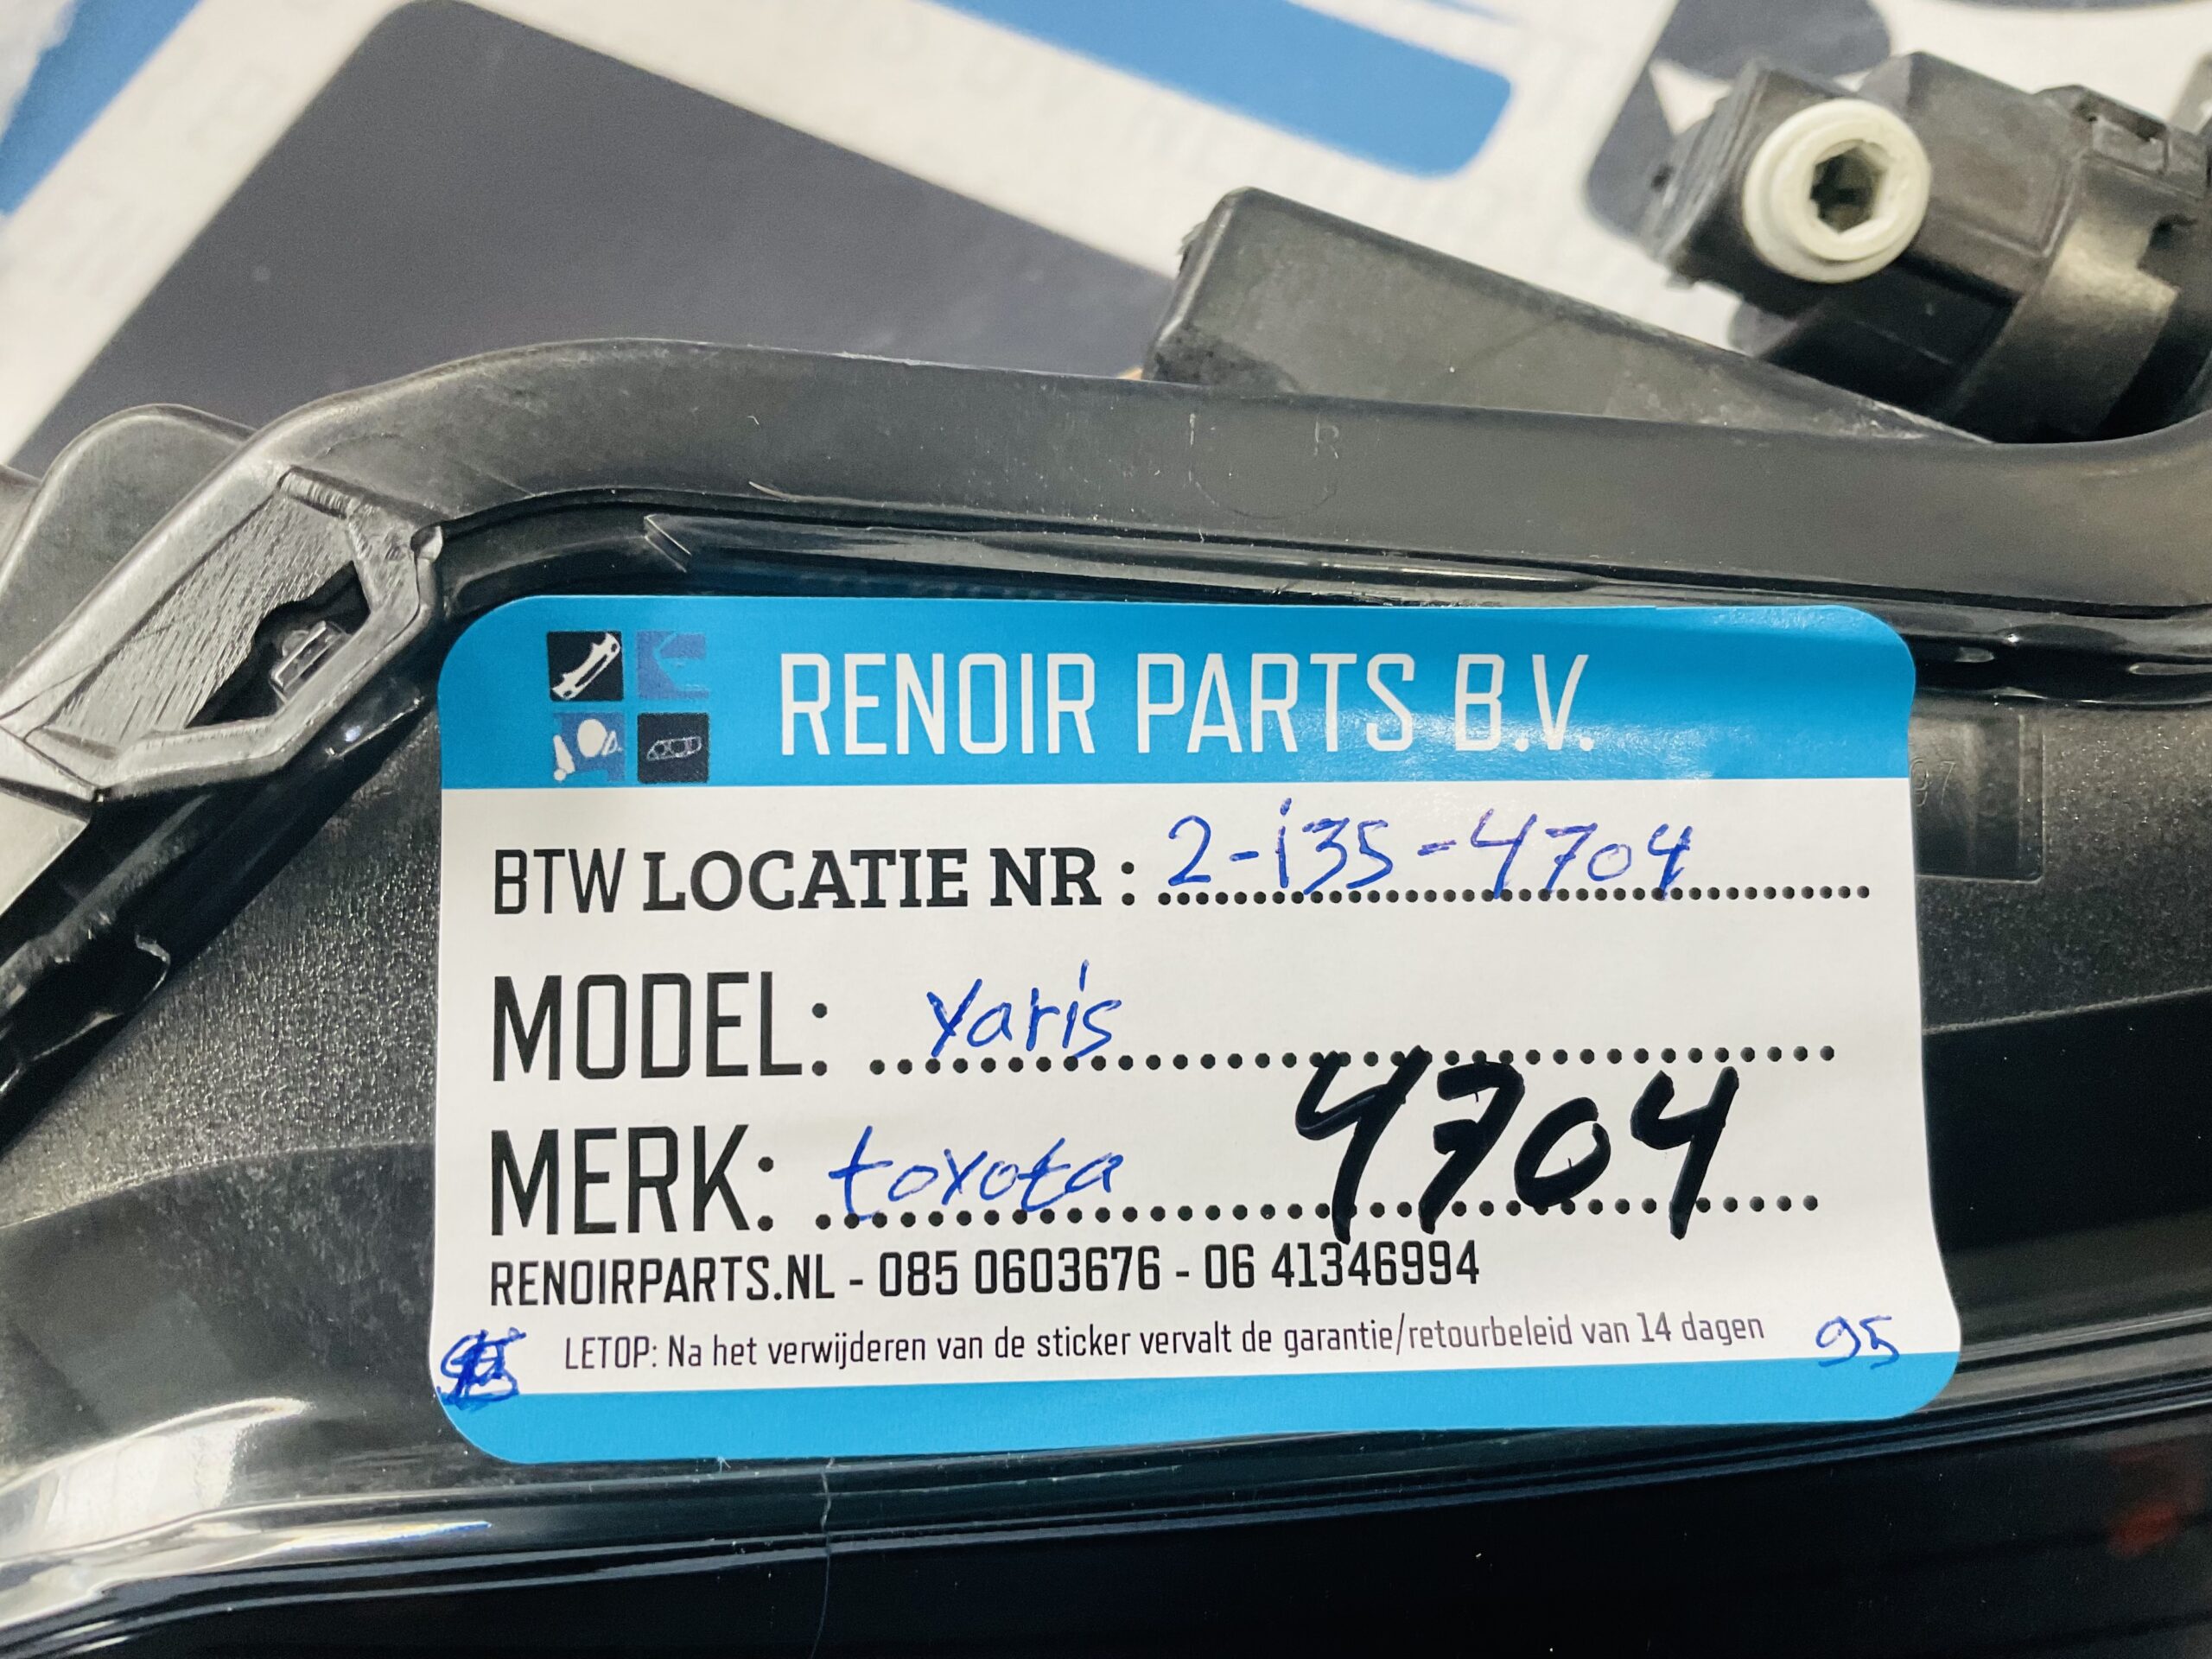 RENOIR PARTS B.V.
BTW LOCATIE NR : 2-i35-4704
MODEL: Yaris
MERK: toyota 4704
RENOIRPARTS.NL - 085 0603676 - 06 41346994
LETOP: Na het verwijderen van de sticker vervalt de garantie/retourbeleid van 14 dagen 95